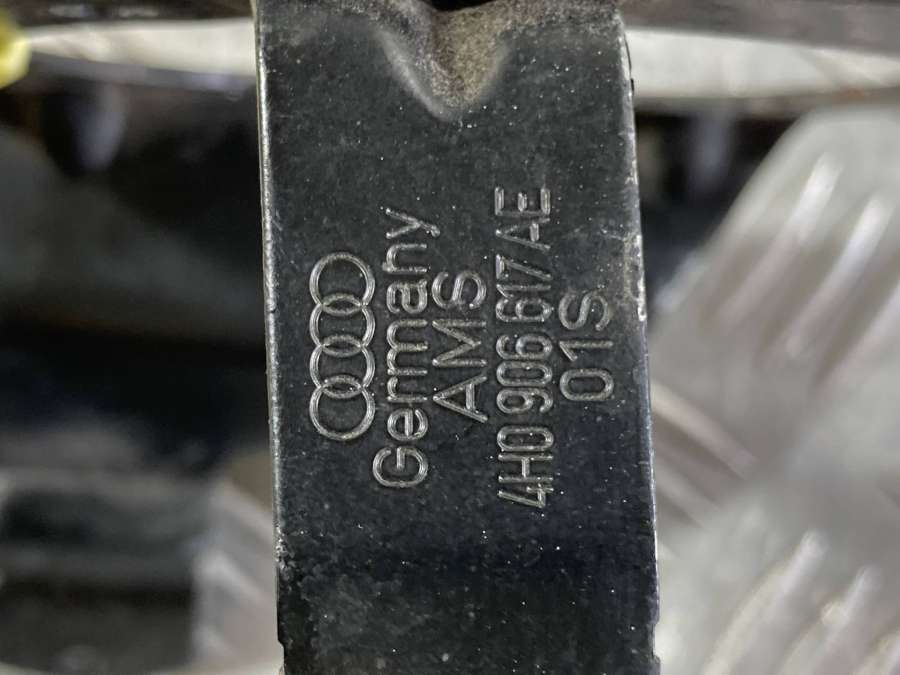 Germany
AMS
4H0 906 617 AE
01S